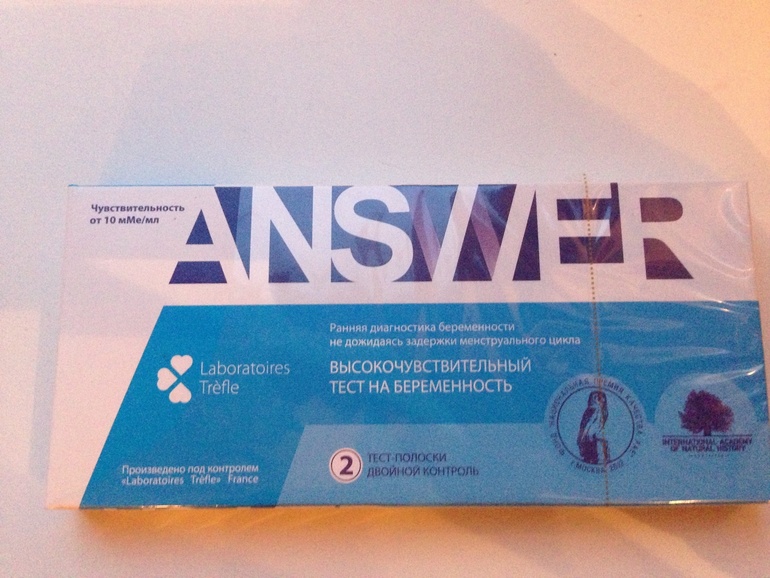 Чувствительность
от 10 мМе/мл
ANSWER
Ранняя диагностика беременности
не дожидаясь задержки менструального цикла
Laboratoires
Trèfle
ВЫСОКОЧУВСТВИТЕЛЬНЫЙ
ТЕСТ НА БЕРЕМЕННОСТЬ
INTERNATIONAL ACADEMY
OF NATURAL HISTORY
2
ТЕСТ-ПОЛОСКИ
ДВОЙНОЙ КОНТРОЛЬ
Произведено под контролем
«Laboratoires Trèfle» France